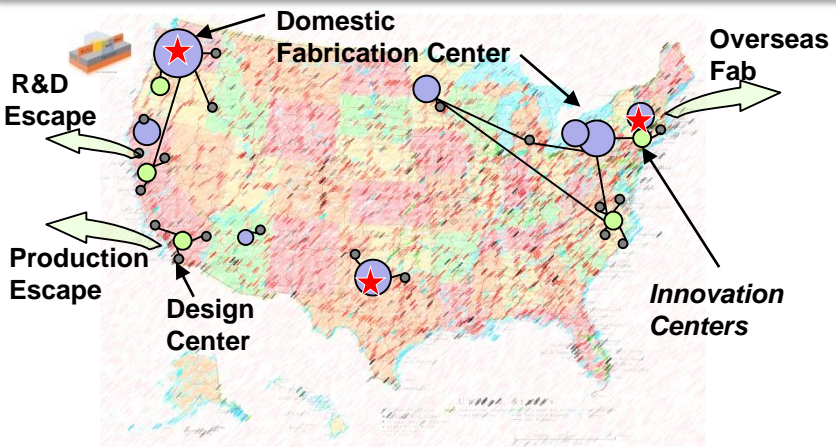 Domestic
Fabrication Center
Overseas
Fab
R&D
Escape
Production
Escape
Design
Center
Innovation
Centers